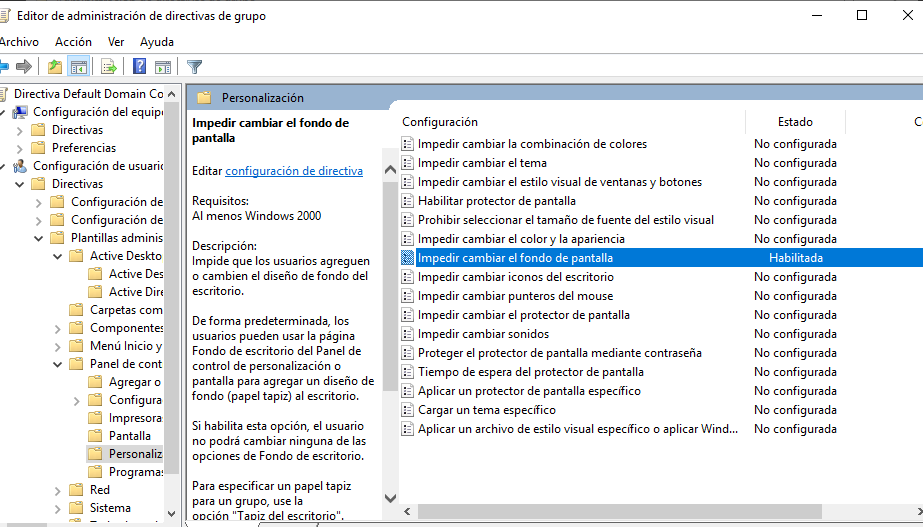 Editor de administración de directivas de grupo
Archivo Acción Ver Ayuda
Directiva Default Domain Co
Configuración del equipo
Directivas
Preferencias
Configuración de usuario
Directivas
Configuración de
Configuración de
Plantillas adminis
Active Deskto
Active Des
Active Dire
Carpetas com
Componentes
Menú Inicio y
Panel de cont
Agregar o
Configura
Impresoras
Pantalla
Personaliz
Programas
Red
Sistema
Personalización
Impedir cambiar el fondo de
pantalla
Editar configuración de directiva
Requisitos:
Al menos Windows 2000
Descripción:
Impide que los usuarios agreguen
o cambien el diseño de fondo del
escritorio.
De forma predeterminada, los
usuarios pueden usar la página
Fondo de escritorio del Panel de
control de personalización o
pantalla para agregar un diseño de
fondo (papel tapiz) al escritorio.
Si habilita esta opción, el usuario
no podrá cambiar ninguna de las
opciones de Fondo de escritorio.
Para especificar un papel tapiz
para un grupo, use la
opción "Tapiz del escritorio".
Configuración Estado C
Impedir cambiar la combinación de colores No configurada
Impedir cambiar el tema No configurada
Impedir cambiar el estilo visual de ventanas y botones No configurada
Habilitar protector de pantalla No configurada
Prohibir seleccionar el tamaño de fuente del estilo visual No configurada
Impedir cambiar el color y la apariencia No configurada
Impedir cambiar el fondo de pantalla Habilitada
Impedir cambiar iconos del escritorio No configurada
Impedir cambiar punteros del mouse No configurada
Impedir cambiar el protector de pantalla No configurada
Impedir cambiar sonidos No configurada
Proteger el protector de pantalla mediante contraseña No configurada
Tiempo de espera del protector de pantalla No configurada
Aplicar un protector de pantalla específico No configurada
Cargar un tema específico No configurada
Aplicar un archivo de estilo visual específico o aplicar Wind... No configurada